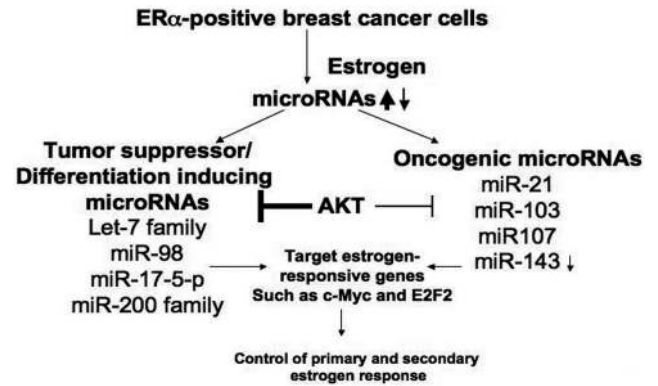 ERα-positive breast cancer cells
Estrogen
microRNAs
Tumor suppressor/
Differentiation inducing
microRNAs
Let-7 family
miR-98
miR-17-5-p
miR-200 family
AKT
Oncogenic microRNAs
miR-21
miR-103
miR107
miR-143
Target estrogen-
responsive genes
Such as c-Myc and E2F2
Control of primary and secondary
estrogen response